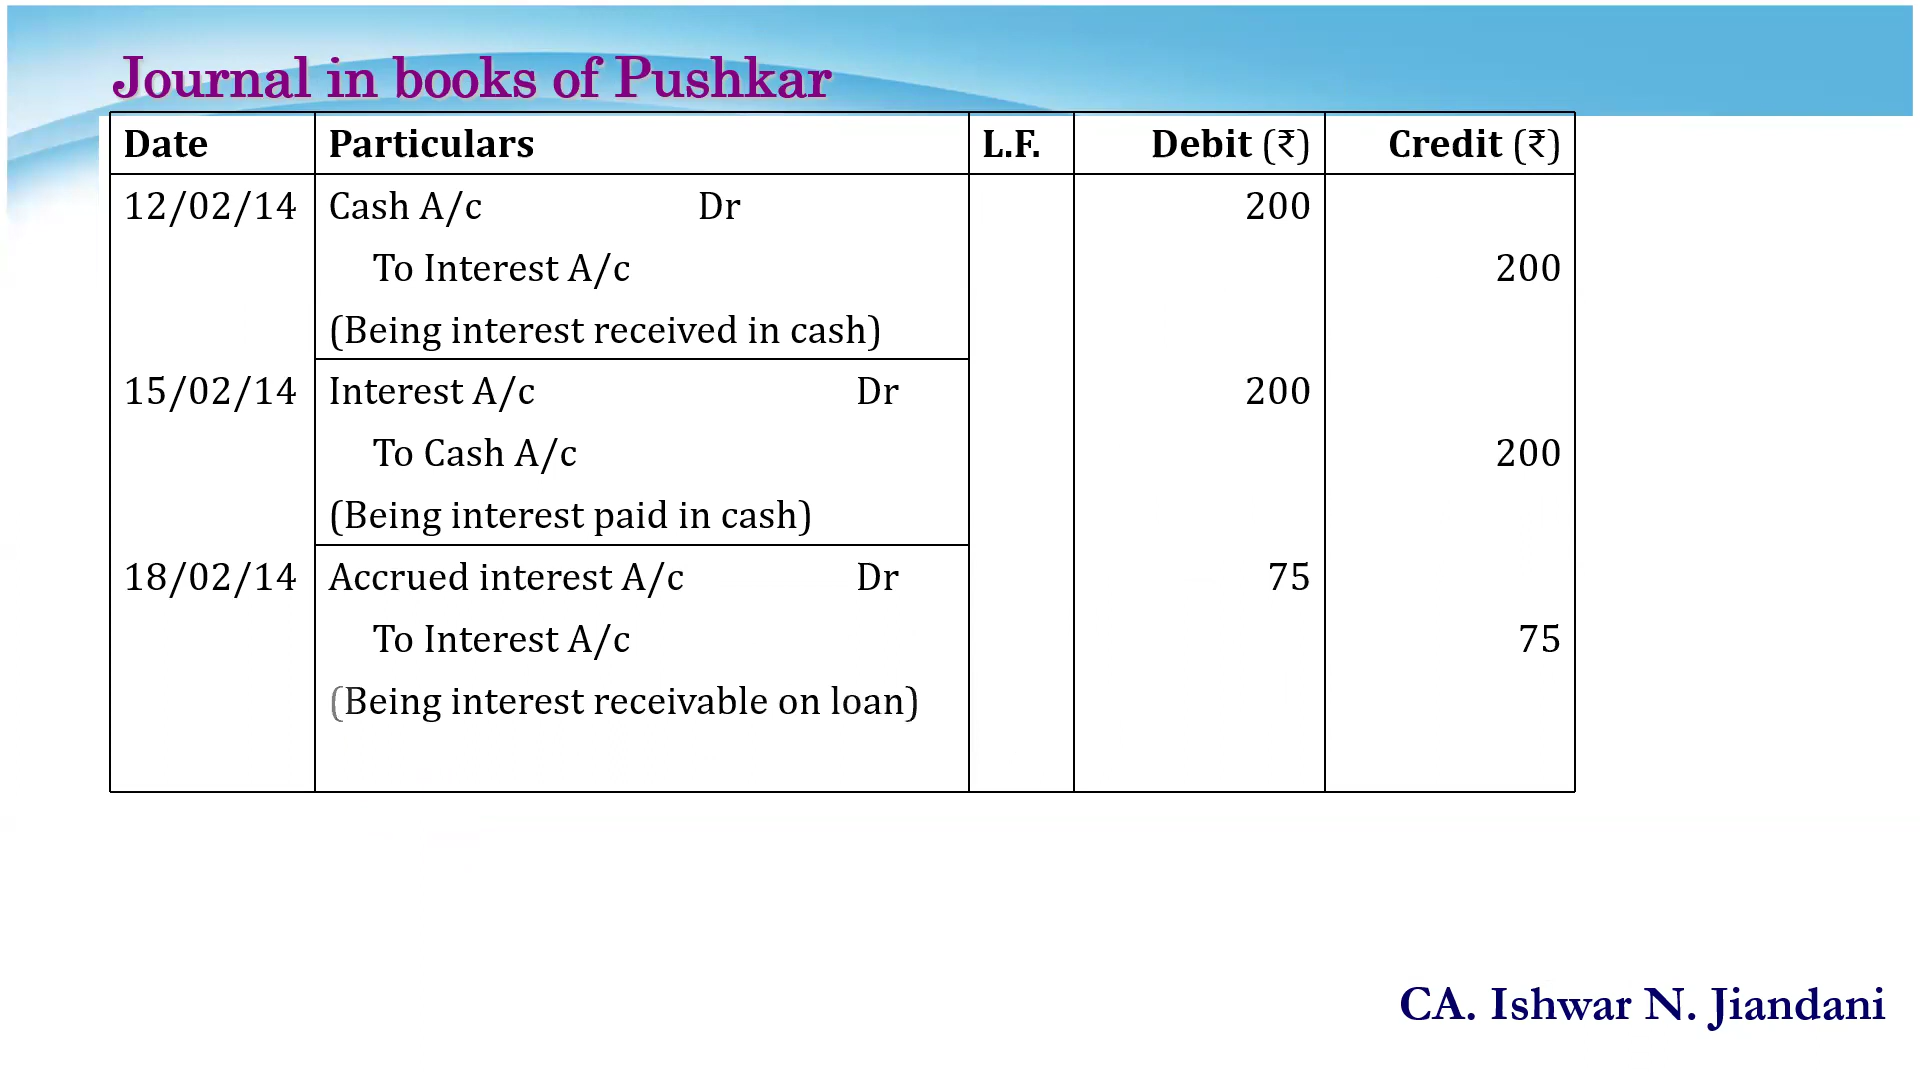 Journal in books of Pushkar
Date Particulars L.F. Debit (₹) Credit (₹)
12/02/14 Cash A/c Dr 200
To Interest A/c 200
(Being interest received in cash)
15/02/14 Interest A/c Dr 200
To Cash A/c 200
(Being interest paid in cash)
18/02/14 Accrued interest A/c Dr 75
To Interest A/c 75
(Being interest receivable on loan)
CA. Ishwar N. Jiandani